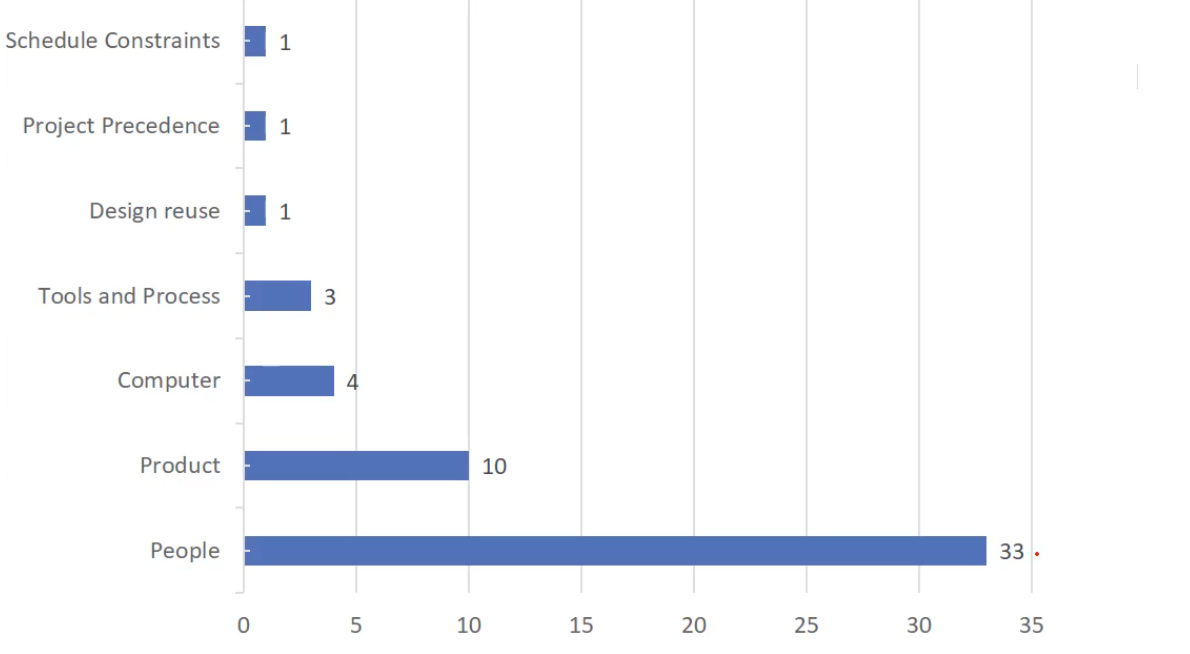 Schedule Constraints 1
Project Precedence 1
Design reuse 1
Tools and Process 3
Computer 4
Product 10
People 33
0 5 10 15 20 25 30 35